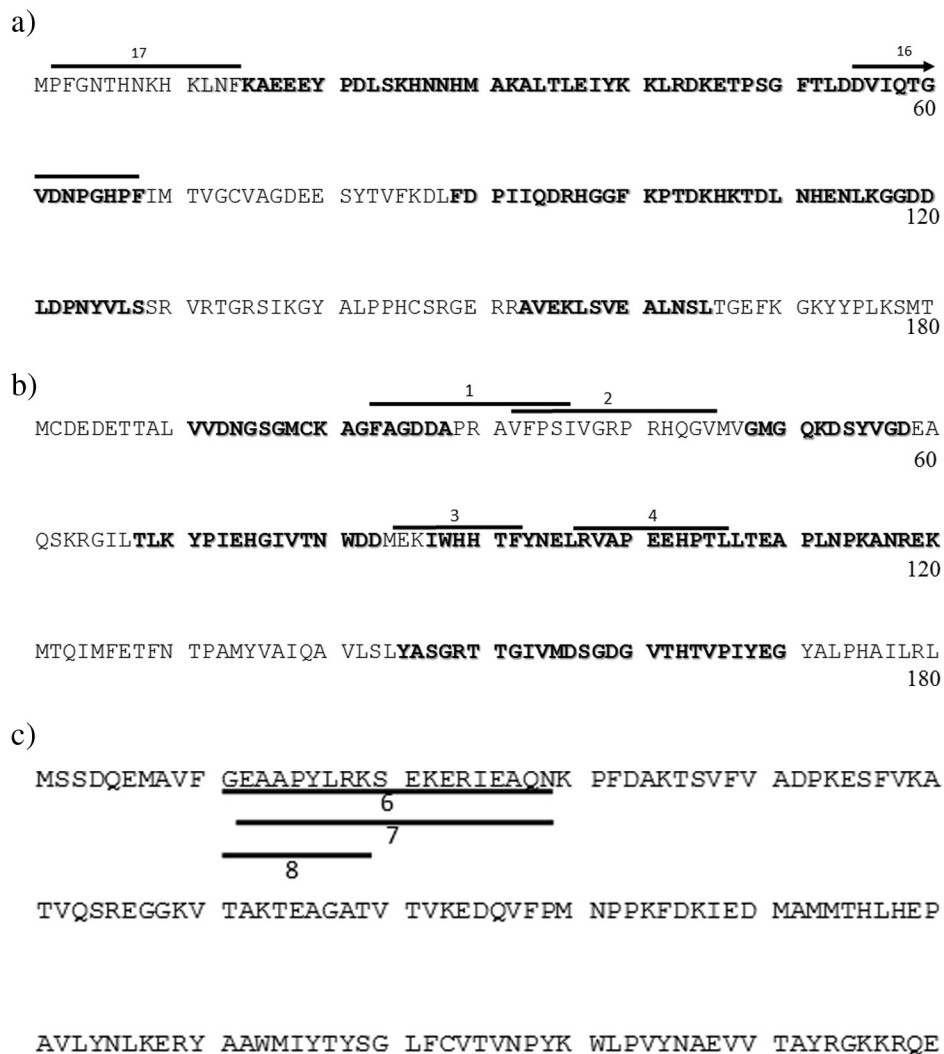 a)
17 16
MPFGNTHNKH KLNFKAEEEY PDLSKHNNHM AKALTLEIYK KLRDKETPSG FTLDDVIQTG
60
VDNPGHPFIM TVGCVAGDEE SYTVFKDLFD PIIQDRHGGF KPTDKHKTDL NHENLKGGDD
120
LDPNYVLSSR VRTGRSIKGY ALPPHCSRGE RRAVEKLSVE ALNSLTGEFK GKYYPLKSMT
180
b)
1
2
MCDEDETTAL VVDNGSGMCK AGFAGDDAPR AVFPSIVGRP RHQGVMVGMG QKDSYVGDEA
60
3 4
QSKRGILTLK YPIEHGIVTN WDDMEKIWHH TFYNELRVAP EEHPTLLTEA PLNPKANREK
120
MTQIMFETFN TPAMYVAIQA VLSLYASGRT TGIVMDSGDG VTHTVPIYEG YALPHAILRL
180
c)
MSSDQEMAVF GEAAPYLRKS EKERIEAQNK PFDAKTSVFV ADPKESFVKA
6
7
8
TVQSREGGKV TAKTEAGATV TVKEDQVFPM NPPKFDKIED MAMMTHLHEP
AVLYNLKERY AAWMIYTYSG LFCVTVNPYK WLPVYNAEVV TAYRGKKRQE